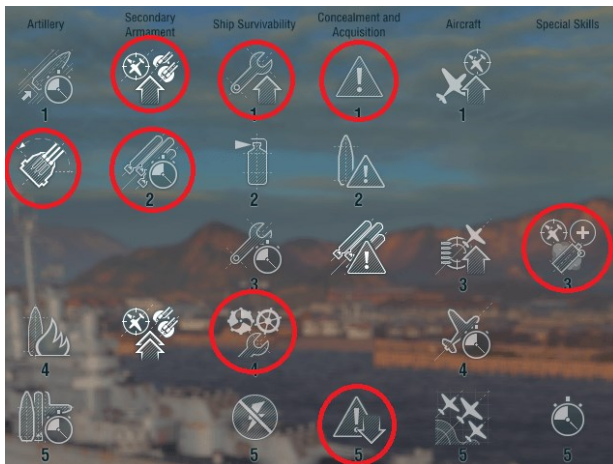 Artillery Secondary Armament Ship Survivability Concealment and Acquisition Aircraft Special Skills
1 1 1 1
2 2 2
3 3 3
4 4 4
5 5 5 5 5